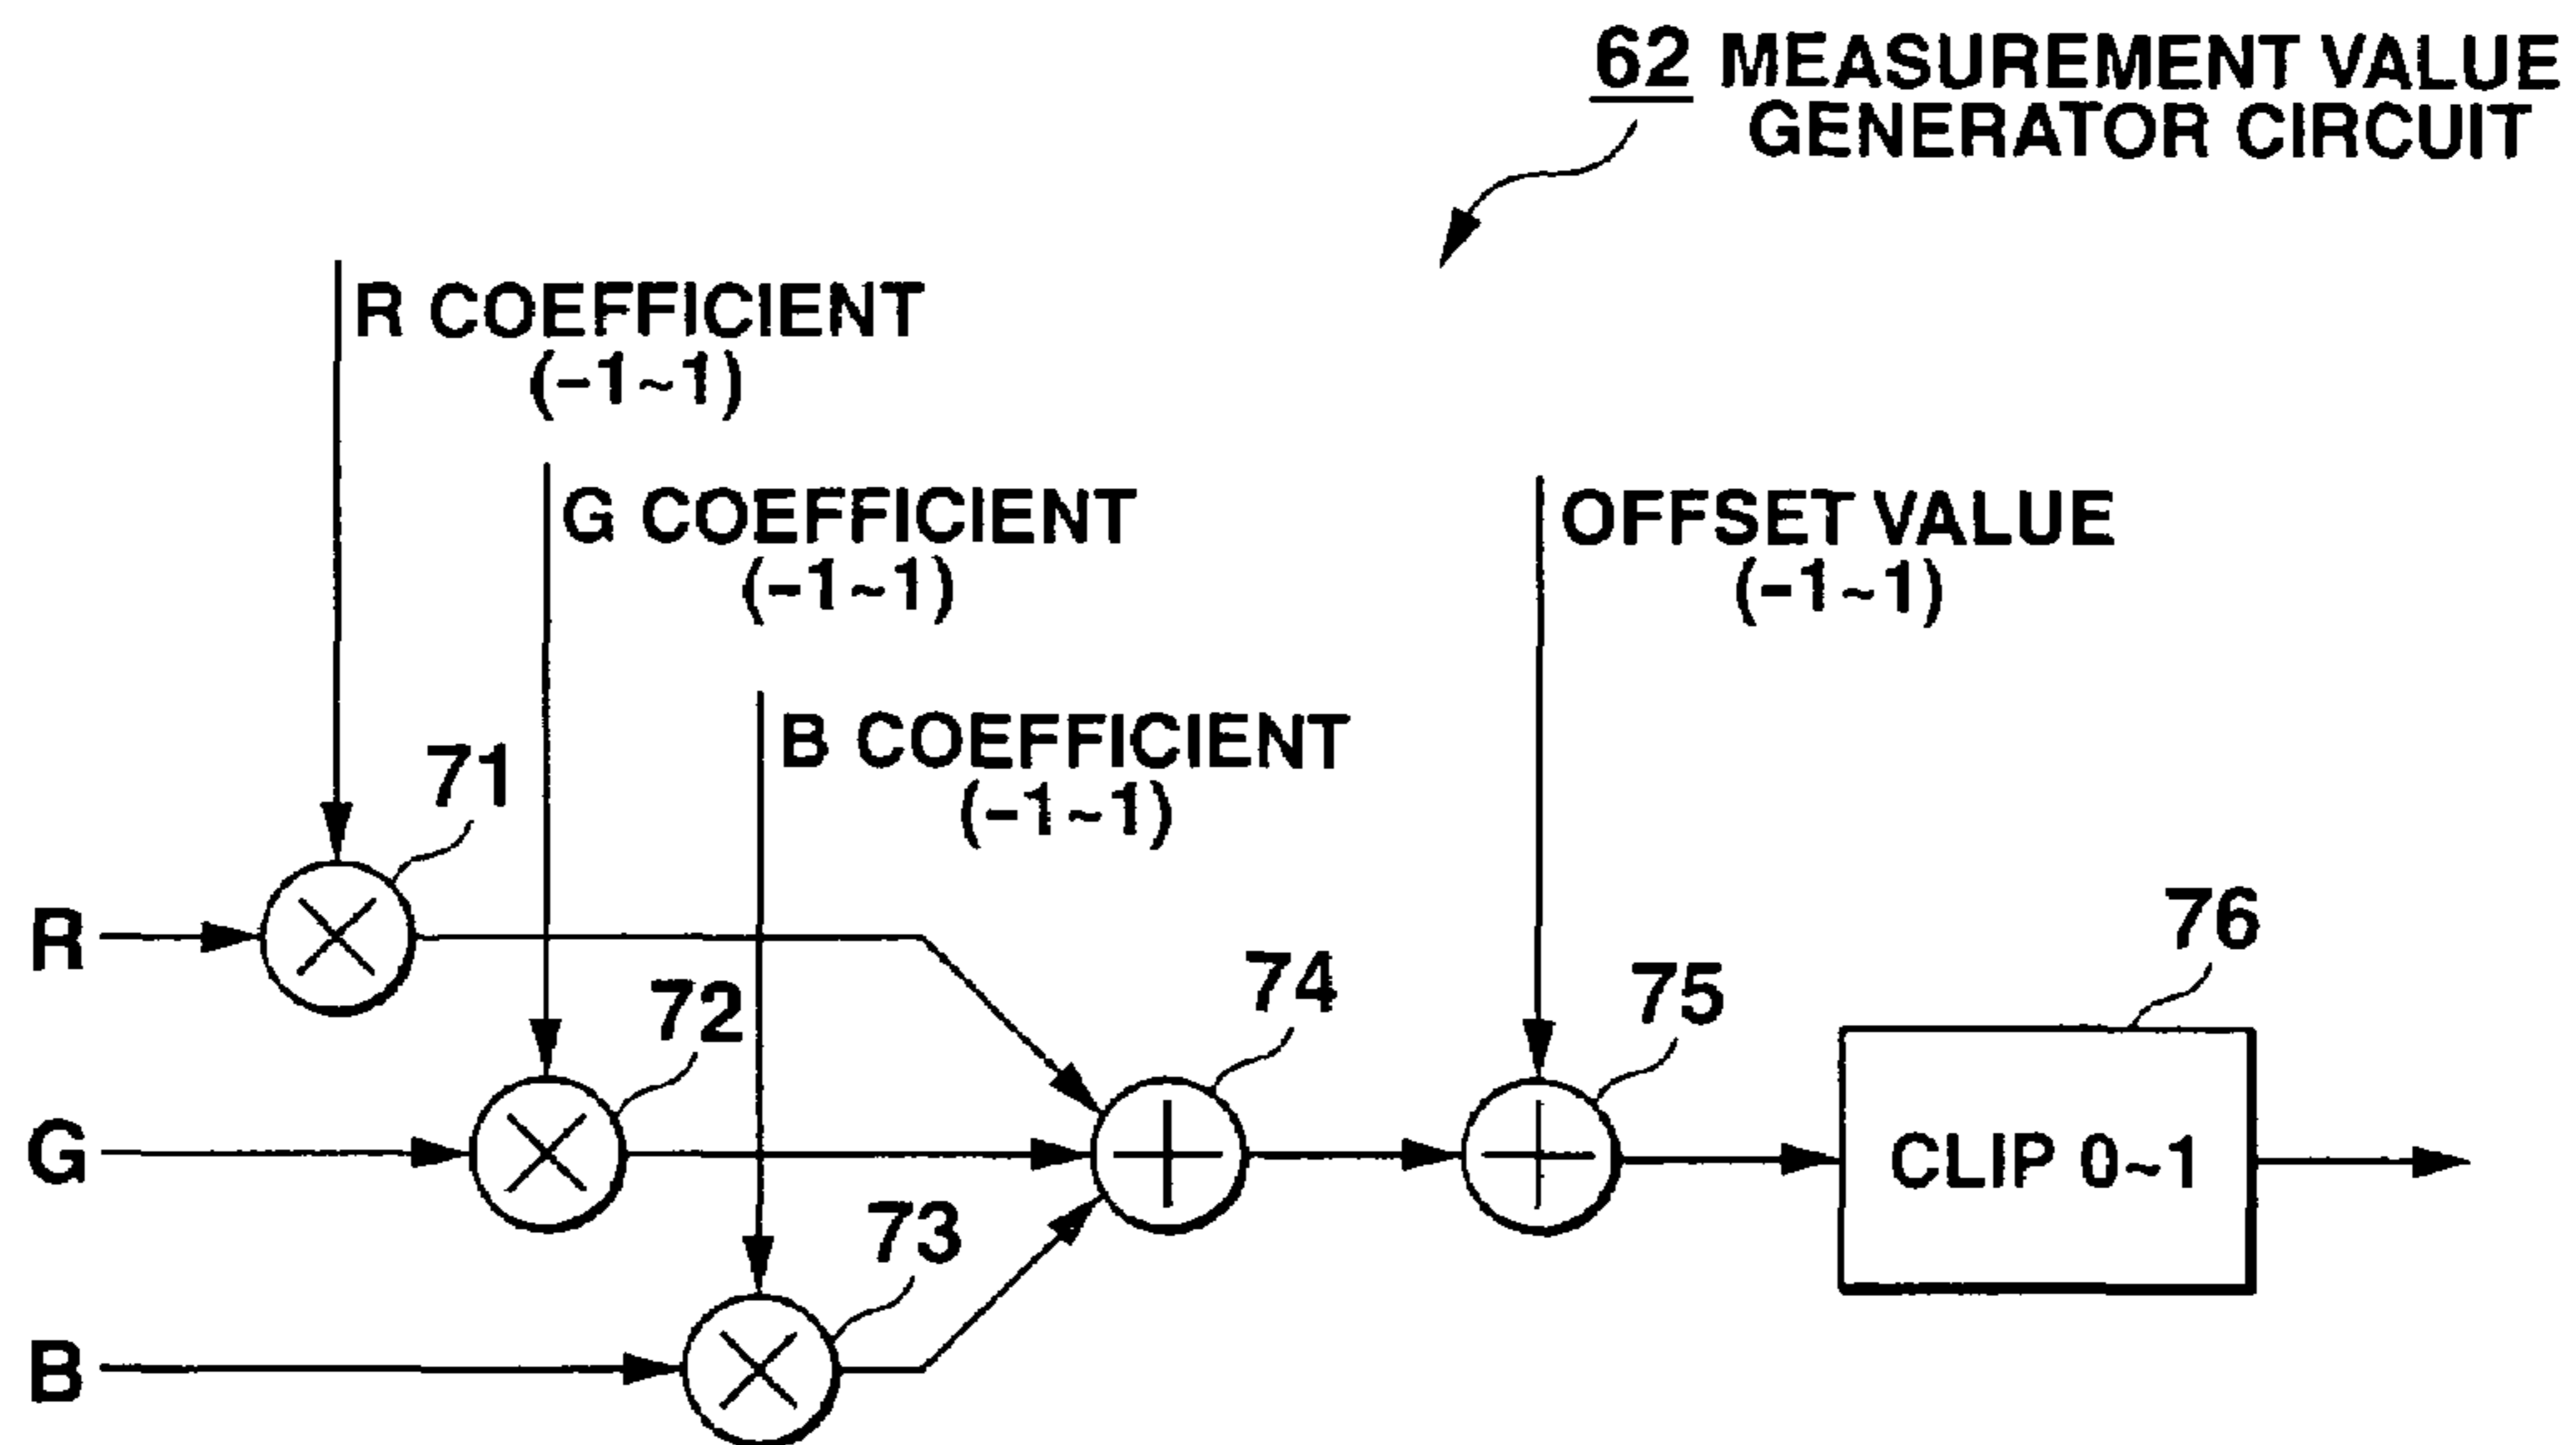 62 MEASUREMENT VALUE
GENERATOR CIRCUIT
R COEFFICIENT
(-1~1)
G COEFFICIENT
(-1~1)
OFFSET VALUE
(-1~1)
B COEFFICIENT
(-1~1)
71
R
72
74
75
76
G
CLIP 0~1
73
B